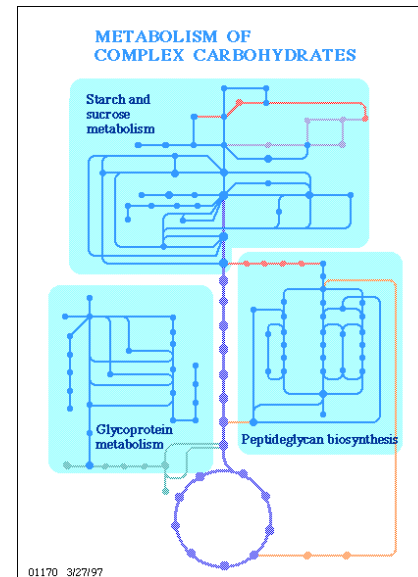 METABOLISM OF
COMPLEX CARBOHYDRATES
Starch and
sucrose
metabolism
Glycoprotein
metabolism
Peptideglycan biosynthesis
01170 3/27/97